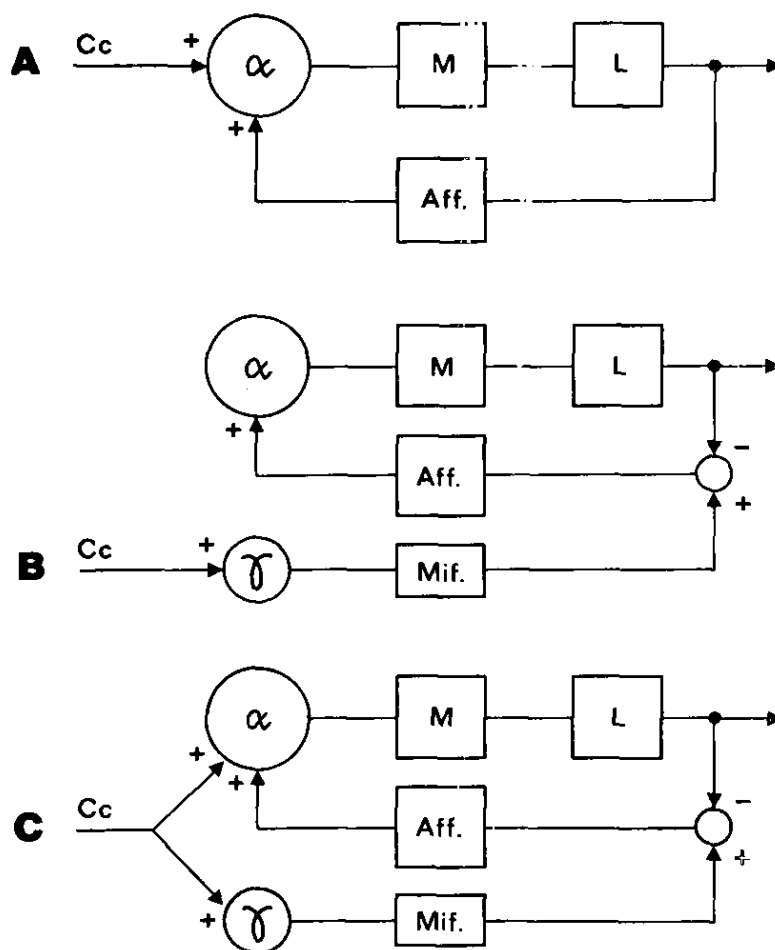 Cc + α M L
A
+
Aff.
α M L
+ Aff. -
+
Cc + γ Mif.
B
α M L
+ +
Cc Aff. -
C +
+ γ Mif.